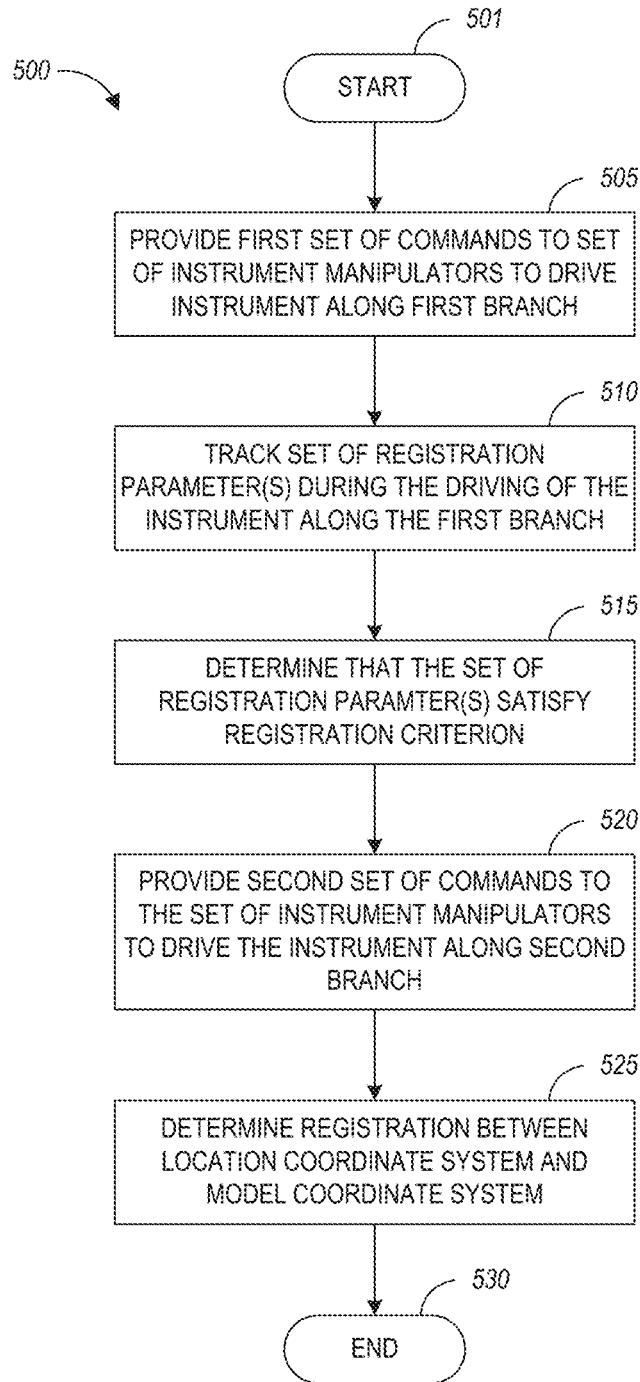 501
500
START
505
PROVIDE FIRST SET OF COMMANDS TO SET
OF INSTRUMENT MANIPULATORS TO DRIVE
INSTRUMENT ALONG FIRST BRANCH
510
TRACK SET OF REGISTRATION
PARAMETER(S) DURING THE DRIVING OF THE
INSTRUMENT ALONG THE FIRST BRANCH
515
DETERMINE THAT THE SET OF
REGISTRATION PARAMTER(S) SATISFY
REGISTRATION CRITERION
520
PROVIDE SECOND SET OF COMMANDS TO
THE SET OF INSTRUMENT MANIPULATORS
TO DRIVE THE INSTRUMENT ALONG SECOND
BRANCH
525
DETERMINE REGISTRATION BETWEEN
LOCATION COORDINATE SYSTEM AND
MODEL COORDINATE SYSTEM
530
END